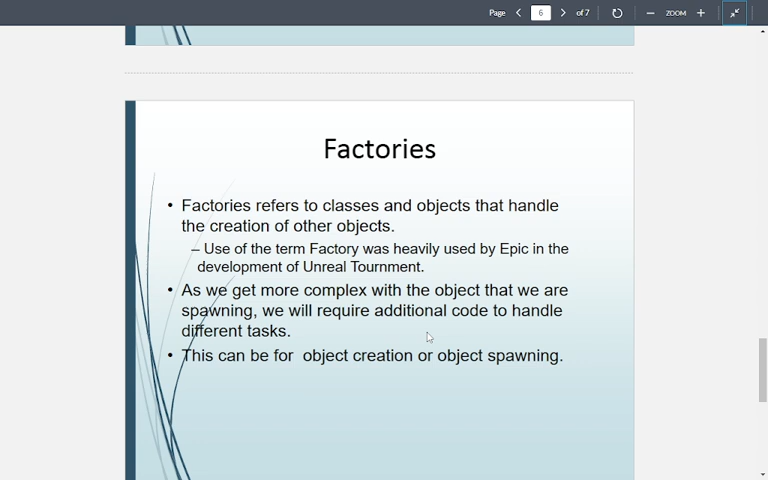 Page 6 of 7 ZOOM
Factories
• Factories refers to classes and objects that handle
the creation of other objects.
– Use of the term Factory was heavily used by Epic in the
development of Unreal Tournment.
• As we get more complex with the object that we are
spawning, we will require additional code to handle
different tasks.
• This can be for object creation or object spawning.